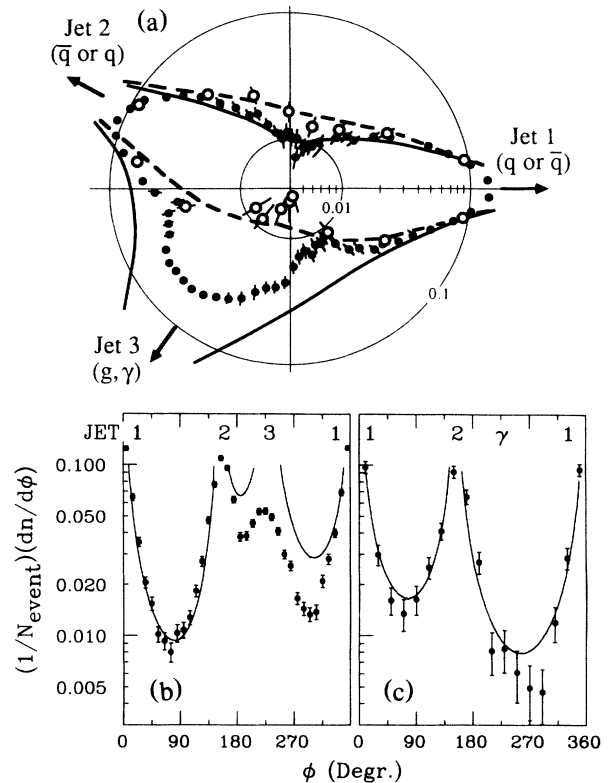 (a)
Jet 2
(q̅ or q)
Jet 1
(q or q̅)
0.01
0.1
Jet 3
(g, γ)
JET 1 2 3 1
1 2 γ 1
(1/N_event)(dn/dϕ)
0.100
0.050
0.020
0.010
0.005
(b)
(c)
0 90 180 270
0 90 180 270 360
ϕ (Degr.)